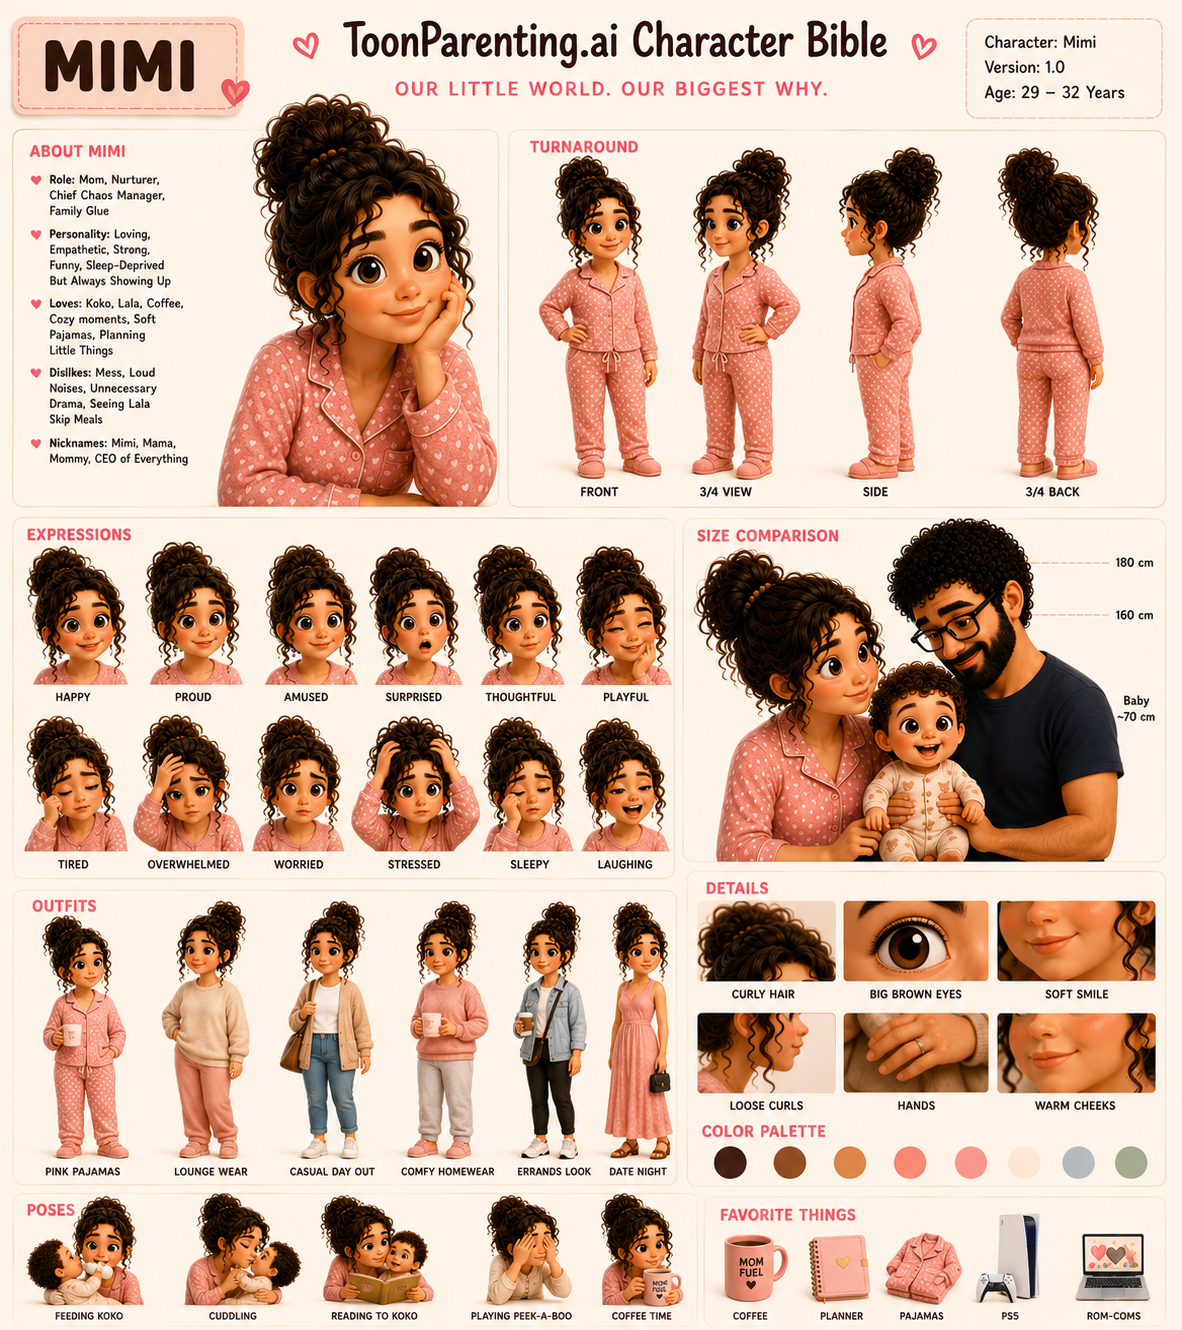 MIMI
ToonParenting.ai Character Bible
OUR LITTLE WORLD. OUR BIGGEST WHY.
Character: Mimi
Version: 1.0
Age: 29 – 32 Years
ABOUT MIMI
Role: Mom, Nurturer,
Chief Chaos Manager,
Family Glue
Personality: Loving,
Empathetic, Strong,
Funny, Sleep-Deprived
But Always Showing Up
Loves: Koko, Lala, Coffee,
Cozy moments, Soft
Pajamas, Planning
Little Things
Dislikes: Mess, Loud
Noises, Unnecessary
Drama, Seeing Lala
Skip Meals
Nicknames: Mimi, Mama,
Mommy, CEO of Everything
TURNAROUND
FRONT
3/4 VIEW
SIDE
3/4 BACK
EXPRESSIONS
HAPPY
PROUD
AMUSED
SURPRISED
THOUGHTFUL
PLAYFUL
TIRED
OVERWHELMED
WORRIED
STRESSED
SLEEPY
LAUGHING
SIZE COMPARISON
180 cm
160 cm
Baby
~70 cm
OUTFITS
PINK PAJAMAS
LOUNGE WEAR
CASUAL DAY OUT
COMFY HOMEWEAR
ERRANDS LOOK
DATE NIGHT
DETAILS
CURLY HAIR
BIG BROWN EYES
SOFT SMILE
LOOSE CURLS
HANDS
WARM CHEEKS
COLOR PALETTE
POSES
FEEDING KOKO
CUDDLING
READING TO KOKO
PLAYING PEEK-A-BOO
MOM
FUEL
COFFEE TIME
FAVORITE THINGS
MOM
FUEL
COFFEE
PLANNER
PAJAMAS
PS5
ROM-COMS